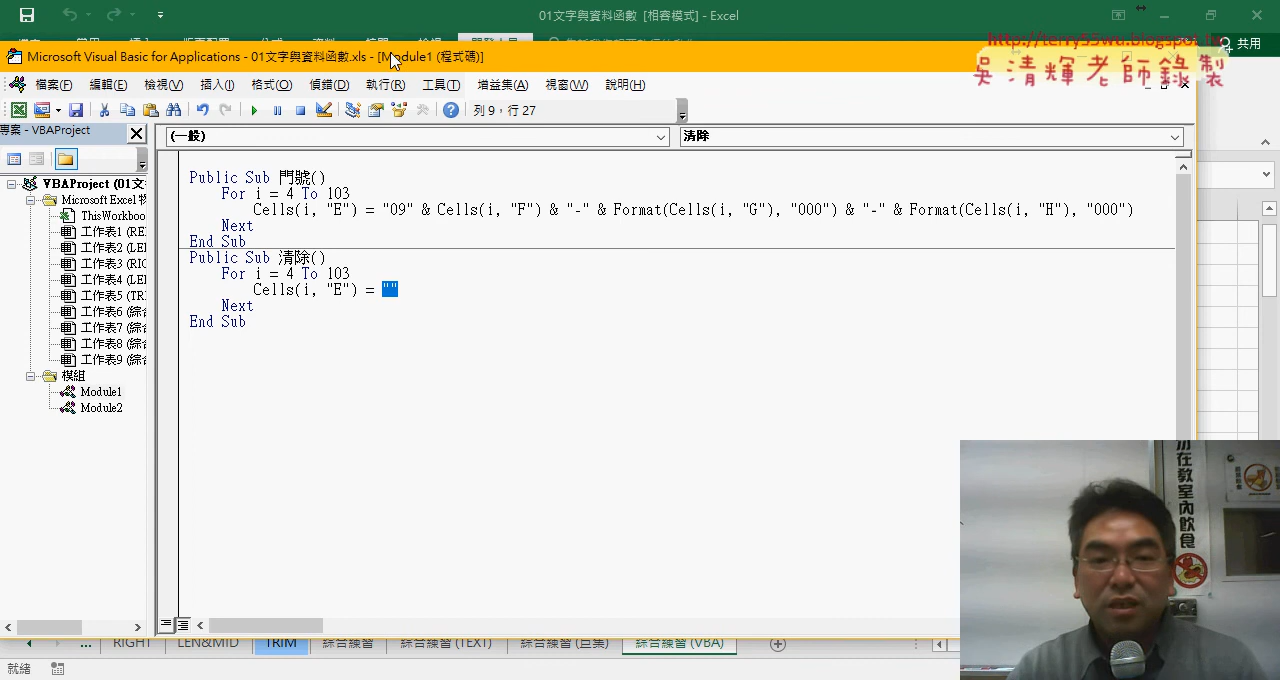 01文字與資料函數 [相容模式] - Excel
http://terry55wu.blogspot.tw
共用
Microsoft Visual Basic for Applications - 01文字與資料函數.xls - [Module1 (程式碼)]
吳清輝老師錄製
檔案(F) 編輯(E) 檢視(V) 插入(I) 格式(O) 偵錯(D) 執行(R) 工具(T) 增益集(A) 視窗(W) 說明(H)
列 9，行 27
專案 - VBAProject
(一般)
清除
VBAProject (01文
Microsoft Excel 物
ThisWorkboo
工作表1 (RE
工作表2 (LE
工作表3 (RIG
工作表4 (LE
工作表5 (TR
工作表6 (綜合
工作表7 (綜合
工作表8 (綜合
工作表9 (綜合
模組
Module1
Module2
Public Sub 門號()
For i = 4 To 103
Cells(i, "E") = "09" & Cells(i, "F") & "-" & Format(Cells(i, "G"), "000") & "-" & Format(Cells(i, "H"), "000")
Next
End Sub
Public Sub 清除()
For i = 4 To 103
Cells(i, "E") = ""
Next
End Sub
勿在教室內飲食
... RIGHT LEN&MID TRIM 綜合練習 綜合練習 (TEXT) 綜合練習 (巨集) 綜合練習 (VBA)
就緒